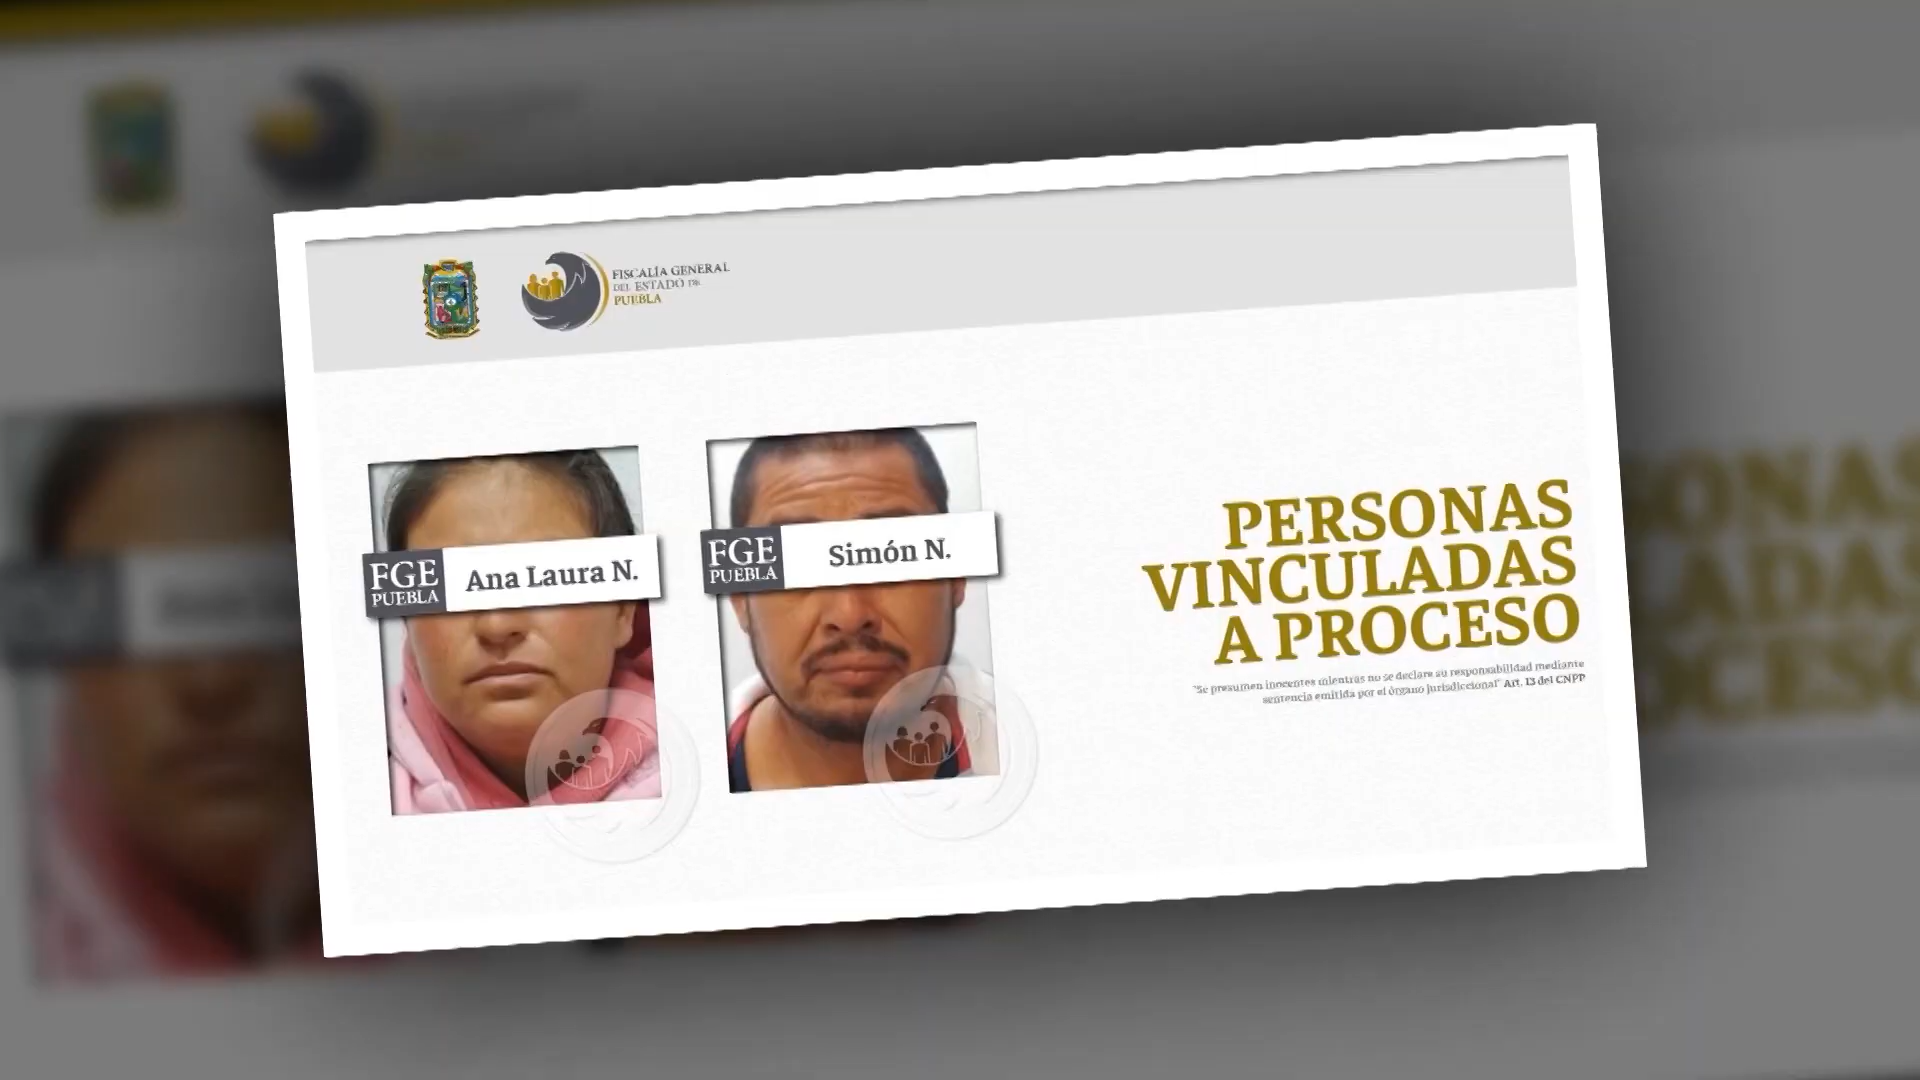 FISCALÍA GENERAL
DEL ESTADO DE
PUEBLA
FGE
PUEBLA
Ana Laura N.
FGE
PUEBLA
Simón N.
PERSONAS
VINCULADAS
A PROCESO
"Se presumen inocentes mientras no se declare su responsabilidad mediante
sentencia emitida por el órgano jurisdiccional" Art. 13 del CNPP